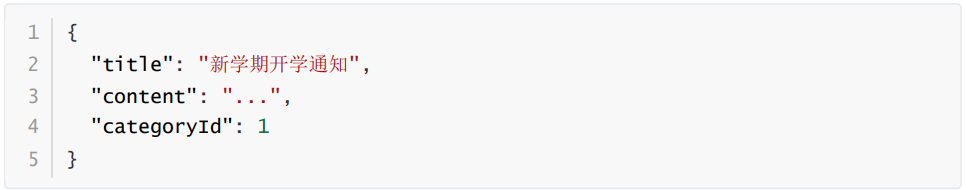 1 {
2 "title": "新学期开学通知",
3 "content": "...",
4 "categoryId": 1
5 }